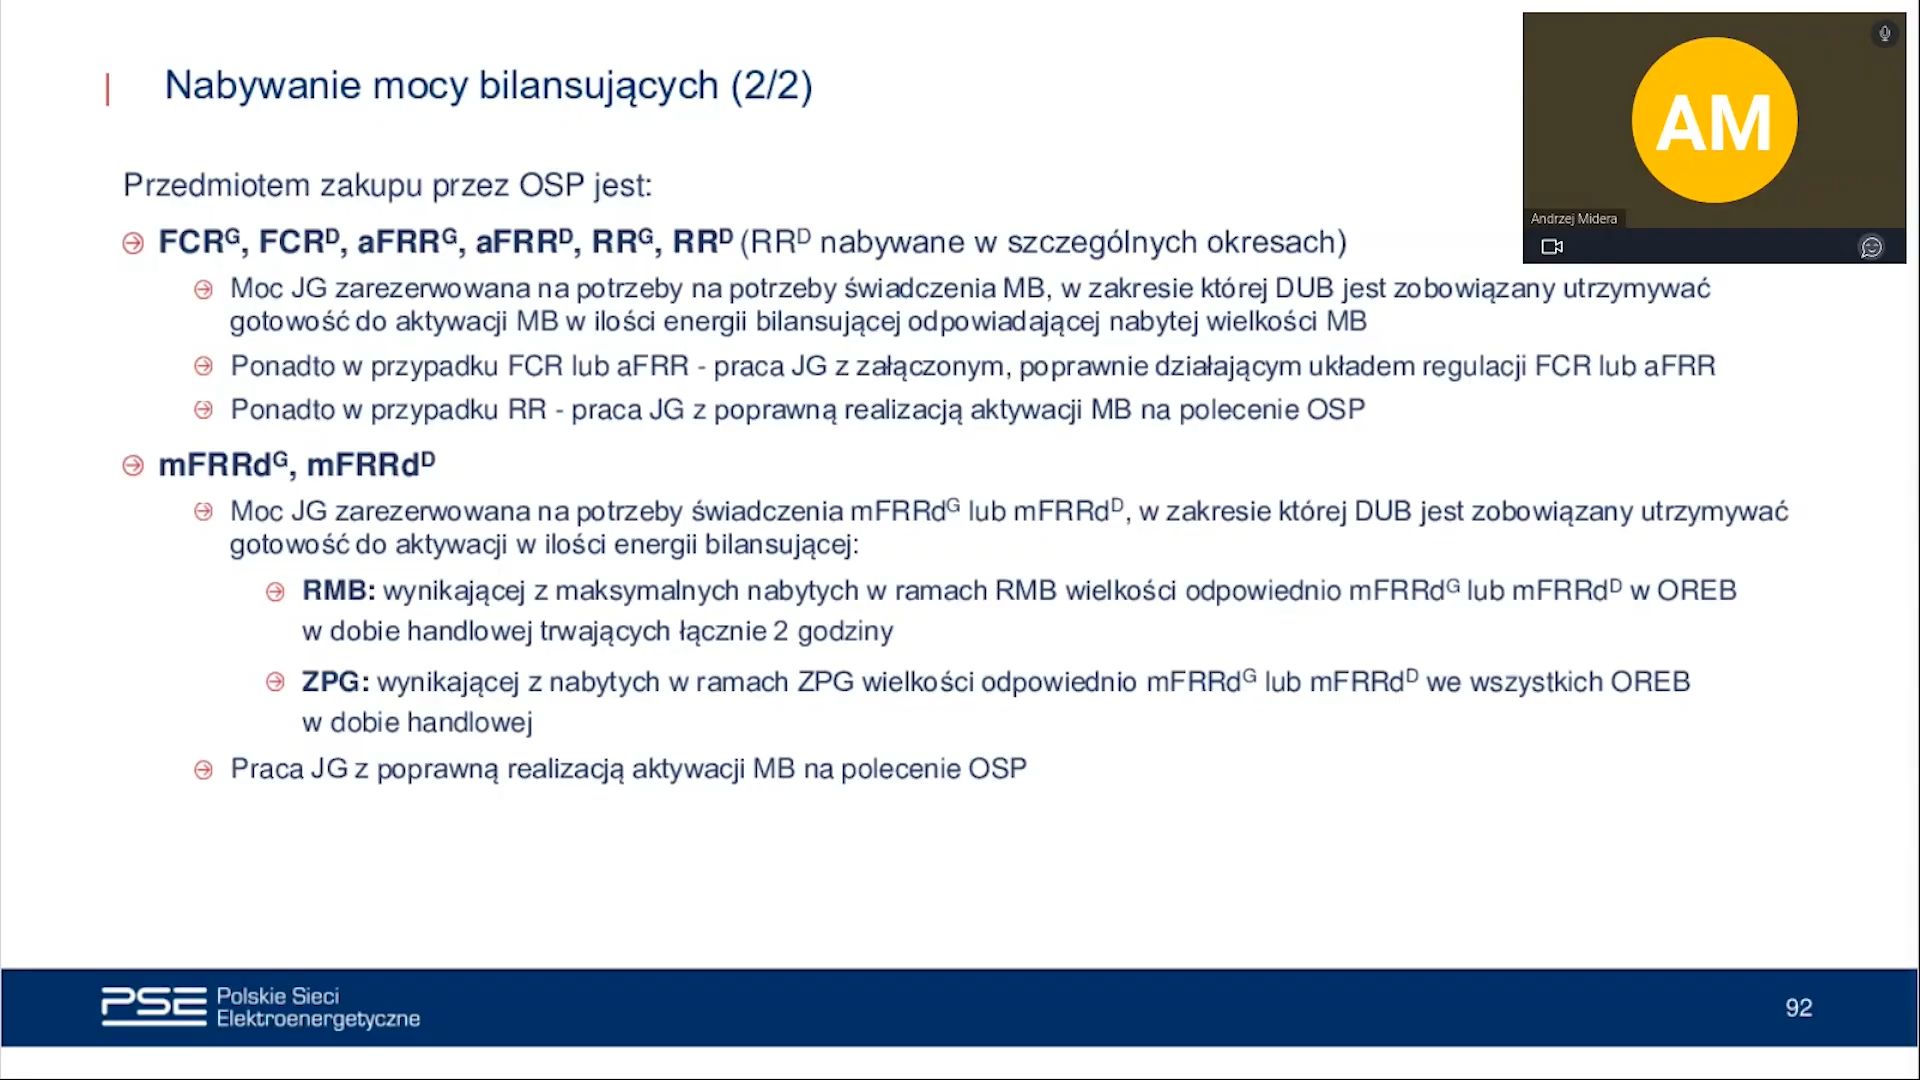 Nabywanie mocy bilansujących (2/2)
AM
Andrzej Midera
Przedmiotem zakupu przez OSP jest:
FCRᴳ, FCRᴰ, aFRRᴳ, aFRRᴰ, RRᴳ, RRᴰ (RRᴰ nabywane w szczególnych okresach)
Moc JG zarezerwowana na potrzeby na potrzeby świadczenia MB, w zakresie której DUB jest zobowiązany utrzymywać
gotowość do aktywacji MB w ilości energii bilansującej odpowiadającej nabytej wielkości MB
Ponadto w przypadku FCR lub aFRR - praca JG z załączonym, poprawnie działającym układem regulacji FCR lub aFRR
Ponadto w przypadku RR - praca JG z poprawną realizacją aktywacji MB na polecenie OSP
mFRRdᴳ, mFRRdᴰ
Moc JG zarezerwowana na potrzeby świadczenia mFRRdᴳ lub mFRRdᴰ, w zakresie której DUB jest zobowiązany utrzymywać
gotowość do aktywacji w ilości energii bilansującej:
RMB: wynikającej z maksymalnych nabytych w ramach RMB wielkości odpowiednio mFRRdᴳ lub mFRRdᴰ w OREB
w dobie handlowej trwających łącznie 2 godziny
ZPG: wynikającej z nabytych w ramach ZPG wielkości odpowiednio mFRRdᴳ lub mFRRdᴰ we wszystkich OREB
w dobie handlowej
Praca JG z poprawną realizacją aktywacji MB na polecenie OSP
PSE Polskie Sieci
Elektroenergetyczne
92